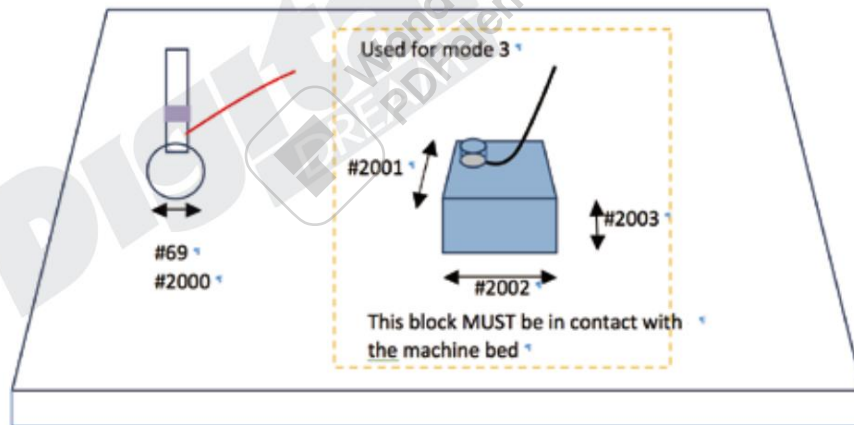 Used for mode 3
#2001
#2003
#69
#2000
#2002
This block MUST be in contact with
the machine bed